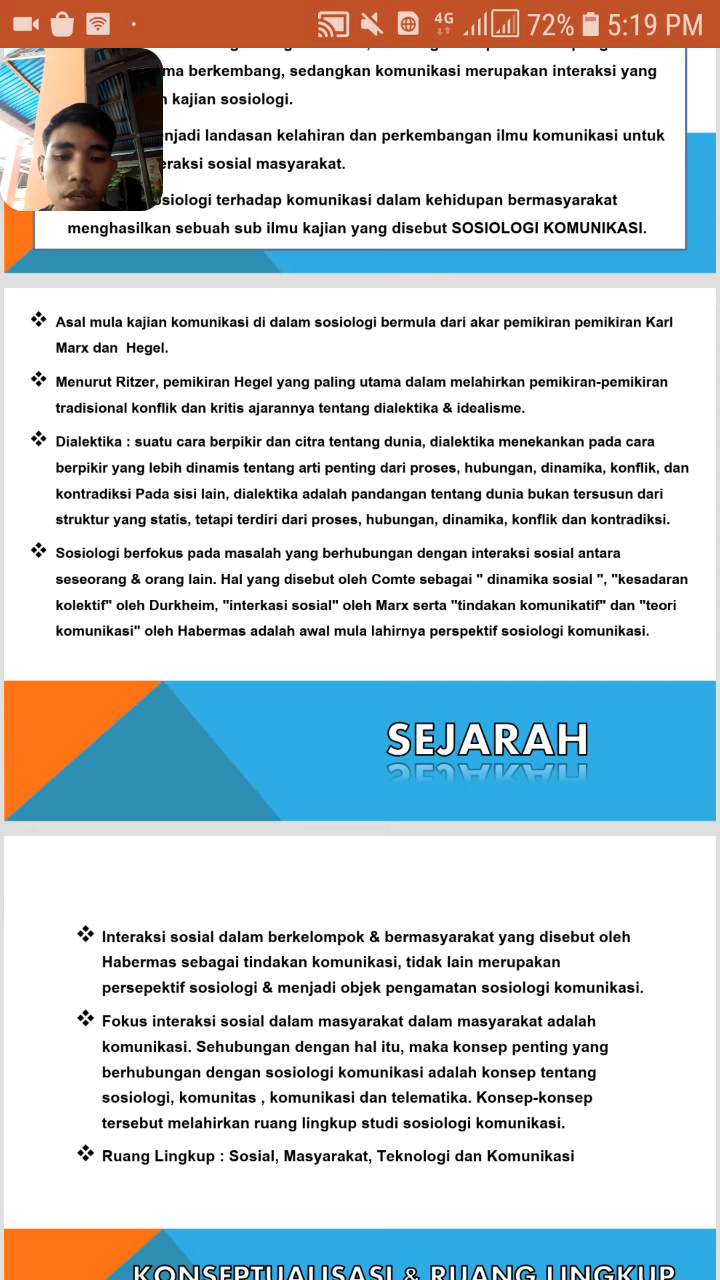 4G 72% 5:19 PM
ma berkembang, sedangkan komunikasi merupakan interaksi yang
kajian sosiologi.
njadi landasan kelahiran dan perkembangan ilmu komunikasi untuk
eraksi sosial masyarakat.
siologi terhadap komunikasi dalam kehidupan bermasyarakat
menghasilkan sebuah sub ilmu kajian yang disebut SOSIOLOGI KOMUNIKASI.
❖ Asal mula kajian komunikasi di dalam sosiologi bermula dari akar pemikiran pemikiran Karl
Marx dan Hegel.
❖ Menurut Ritzer, pemikiran Hegel yang paling utama dalam melahirkan pemikiran-pemikiran
tradisional konflik dan kritis ajarannya tentang dialektika & idealisme.
❖ Dialektika : suatu cara berpikir dan citra tentang dunia, dialektika menekankan pada cara
berpikir yang lebih dinamis tentang arti penting dari proses, hubungan, dinamika, konflik, dan
kontradiksi Pada sisi lain, dialektika adalah pandangan tentang dunia bukan tersusun dari
struktur yang statis, tetapi terdiri dari proses, hubungan, dinamika, konflik dan kontradiksi.
❖ Sosiologi berfokus pada masalah yang berhubungan dengan interaksi sosial antara
seseorang & orang lain. Hal yang disebut oleh Comte sebagai " dinamika sosial ", "kesadaran
kolektif" oleh Durkheim, "interkasi sosial" oleh Marx serta "tindakan komunikatif" dan "teori
komunikasi" oleh Habermas adalah awal mula lahirnya perspektif sosiologi komunikasi.
SEJARAH
❖ Interaksi sosial dalam berkelompok & bermasyarakat yang disebut oleh
Habermas sebagai tindakan komunikasi, tidak lain merupakan
persepektif sosiologi & menjadi objek pengamatan sosiologi komunikasi.
❖ Fokus interaksi sosial dalam masyarakat dalam masyarakat adalah
komunikasi. Sehubungan dengan hal itu, maka konsep penting yang
berhubungan dengan sosiologi komunikasi adalah konsep tentang
sosiologi, komunitas , komunikasi dan telematika. Konsep-konsep
tersebut melahirkan ruang lingkup studi sosiologi komunikasi.
❖ Ruang Lingkup : Sosial, Masyarakat, Teknologi dan Komunikasi
KONSEPTUALISASI & RUANG LINGKUP